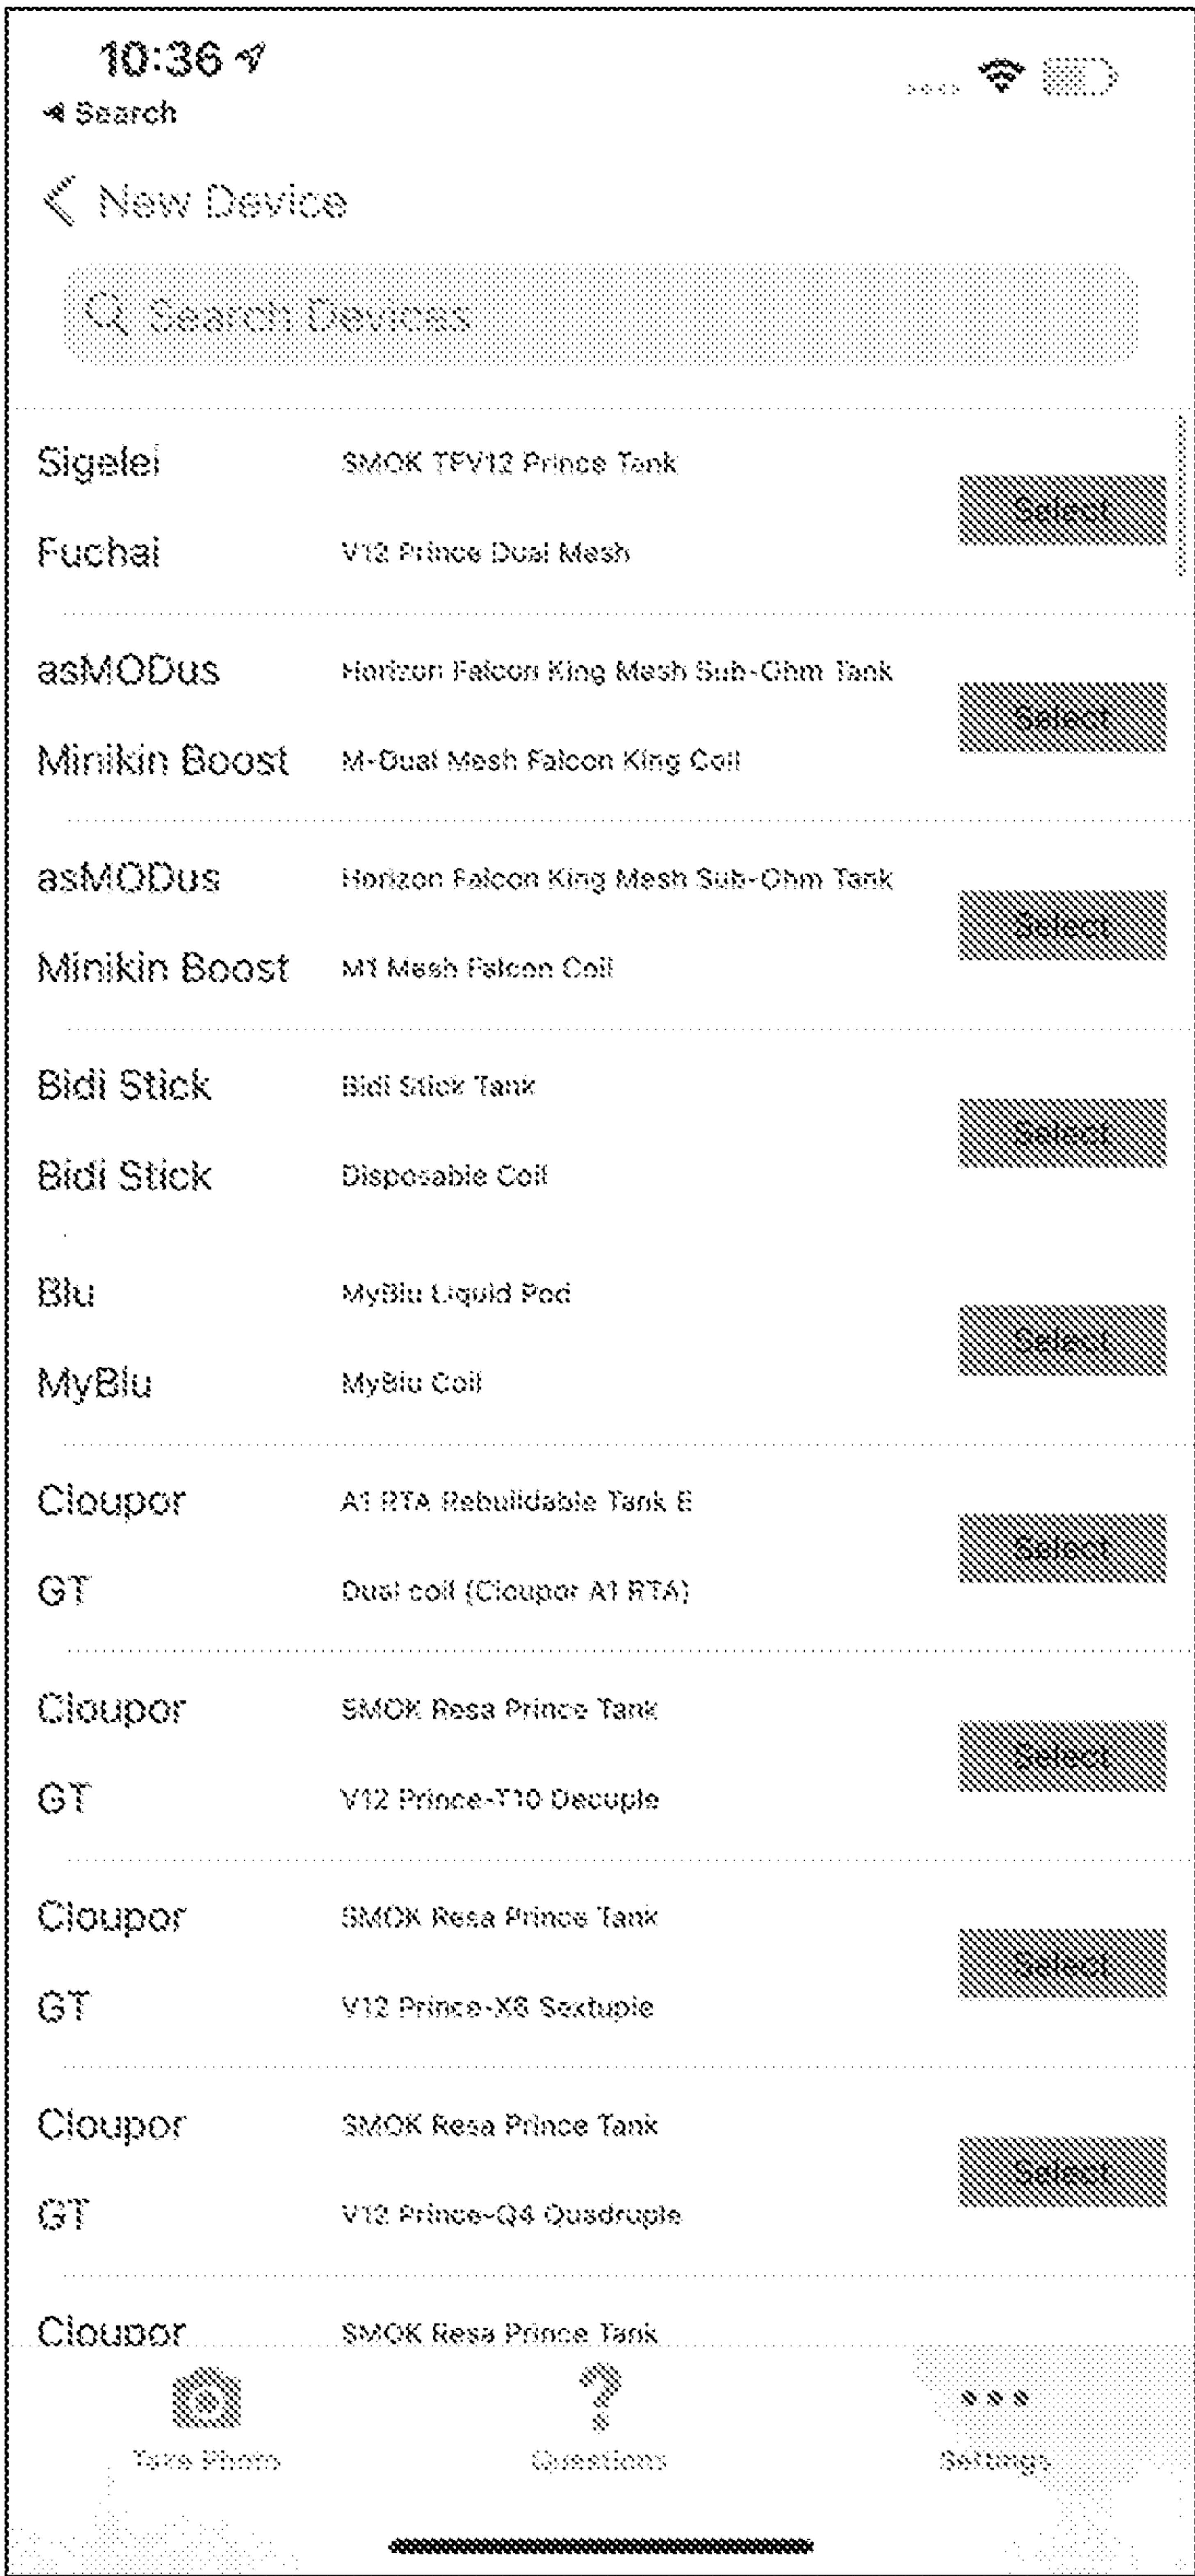 10:36
Search
New Device
Search Devices
Sigelei SMOK TFV12 Prince Tank
Select
Fuchai V12 Prince Dual Mesh
asMODus Horizon Falcon King Mesh Sub-Ohm Tank
Select
Minikin Boost M-Dual Mesh Falcon King Coil
asMODus Horizon Falcon King Mesh Sub-Ohm Tank
Select
Minikin Boost M1 Mesh Falcon Coil
Bidi Stick Bidi Stick Tank
Select
Bidi Stick Disposable Coil
Blu MyBlu Liquid Pod
Select
MyBlu MyBlu Coil
Cloupor A1 RTA Rebuildable Tank E
Select
GT Dual coil (Cloupor A1 RTA)
Cloupor SMOK Resa Prince Tank
Select
GT V12 Prince-T10 Decuple
Cloupor SMOK Resa Prince Tank
Select
GT V12 Prince-X6 Sextuple
Cloupor SMOK Resa Prince Tank
Select
GT V12 Prince-Q4 Quadruple
Cloupor SMOK Resa Prince Tank
Take Photo Questions Settings